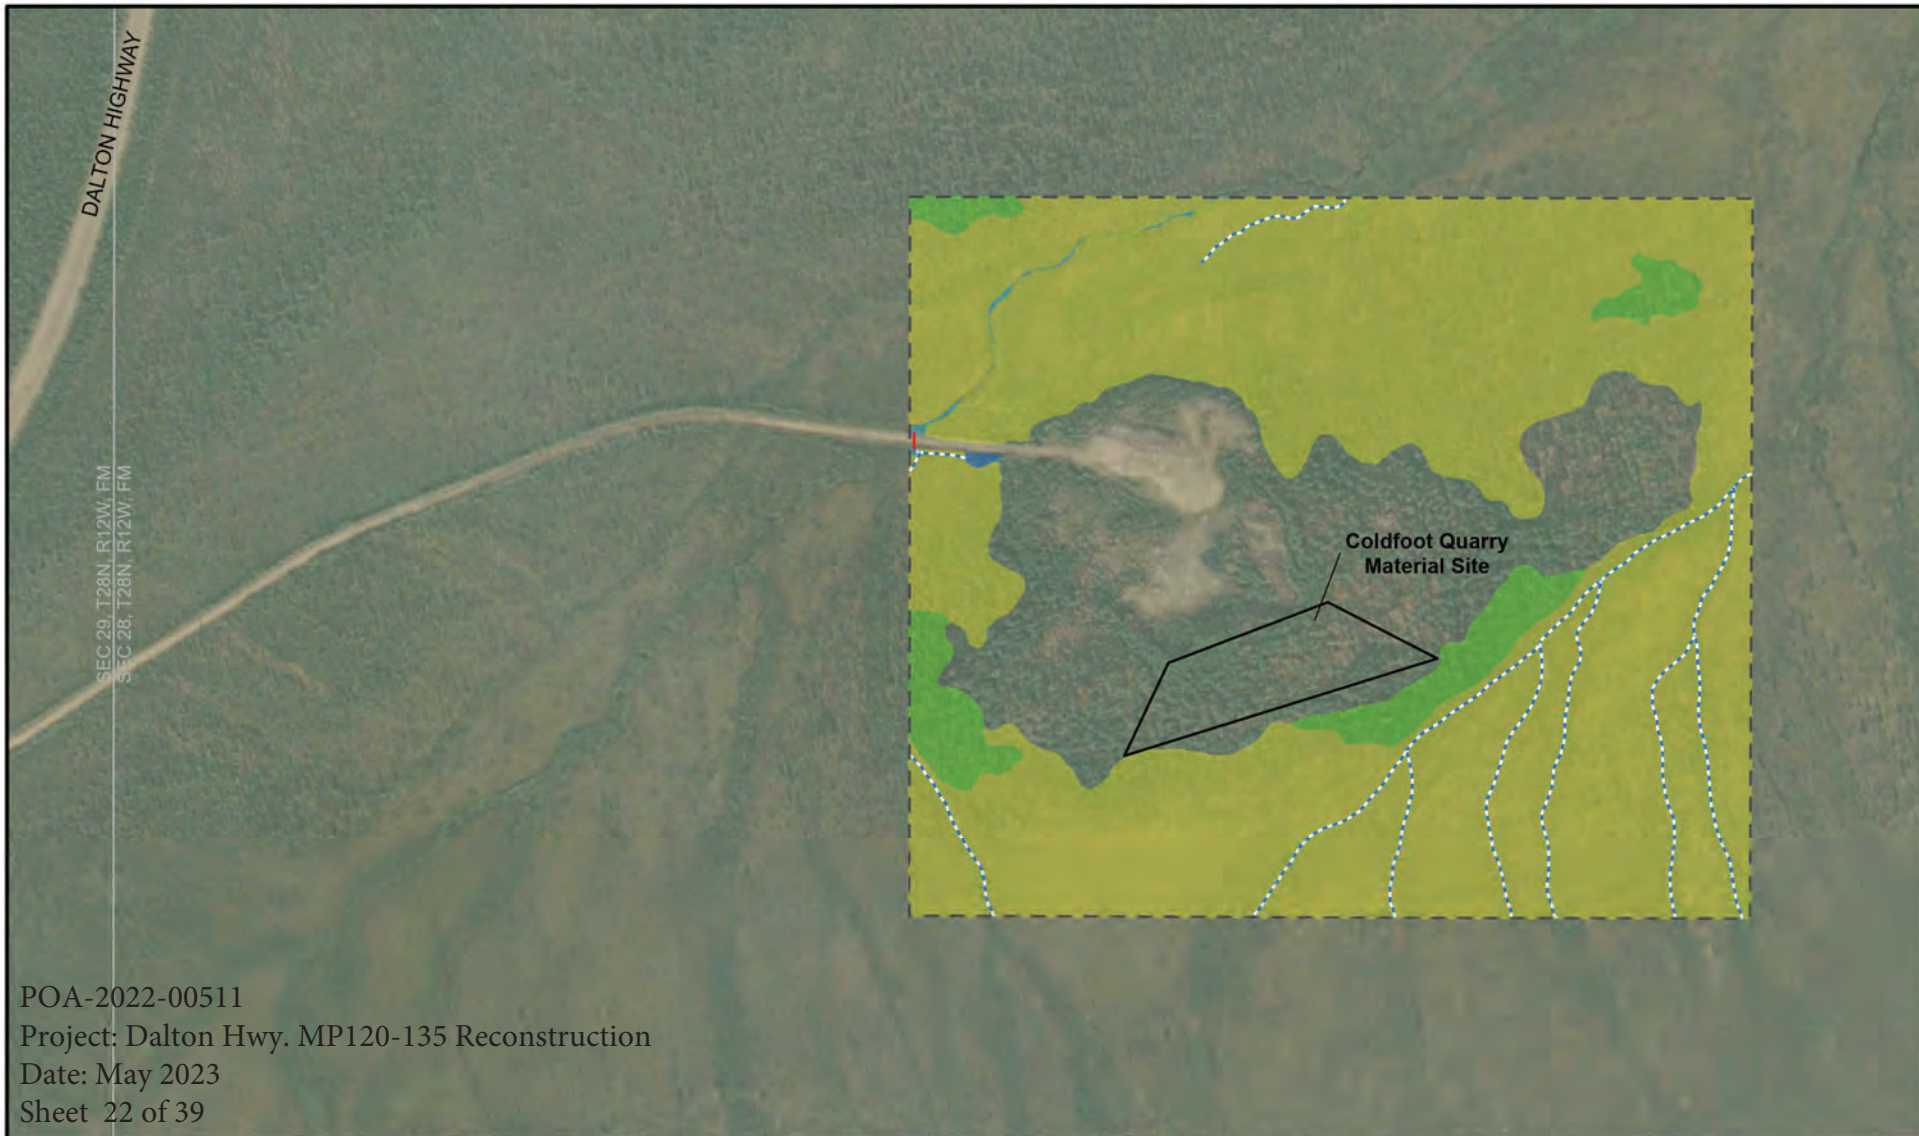 DALTON HIGHWAY
SEC 29, T28N, R12W, FM
SEC 28, T28N, R12W, FM
Coldfoot Quarry
Material Site
POA-2022-00511
Project: Dalton Hwy. MP120-135 Reconstruction
Date: May 2023
Sheet 22 of 39